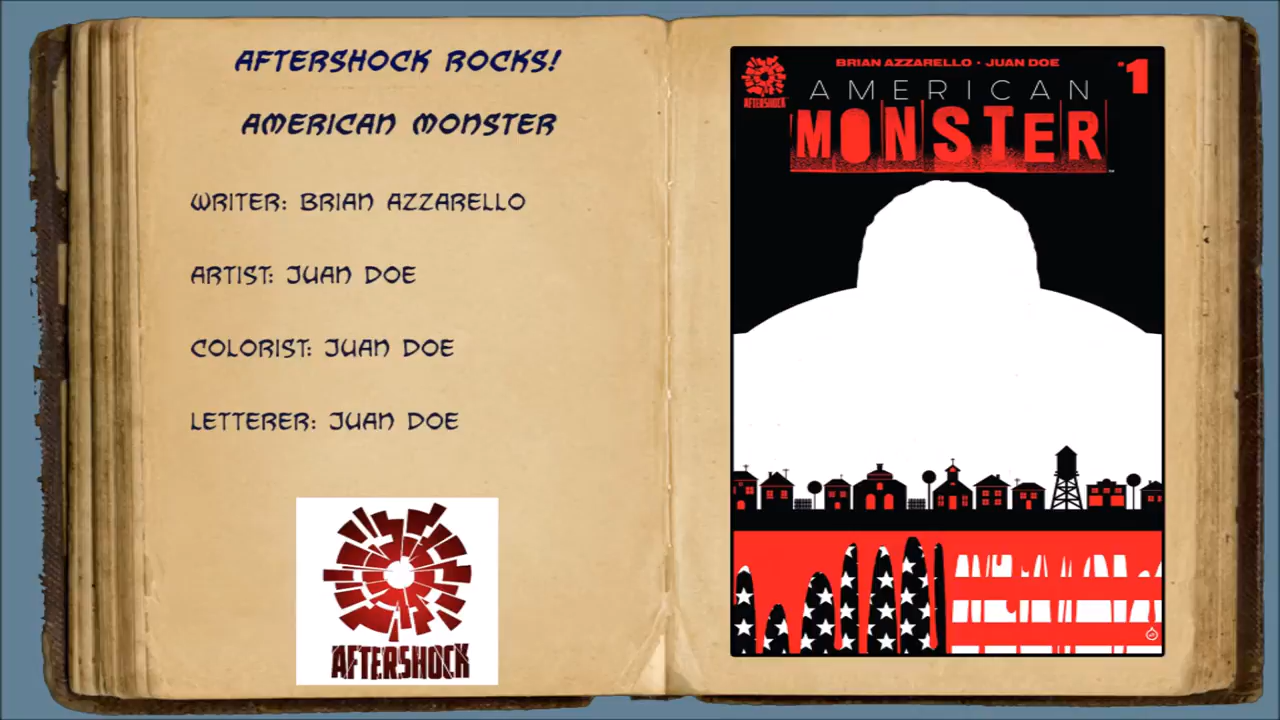 AFTERSHOCK ROCKS!
AMERICAN MONSTER
WRITER: BRIAN AZZARELLO
ARTIST: JUAN DOE
COLORIST: JUAN DOE
LETTERER: JUAN DOE
AFTERSHOCK
BRIAN AZZARELLO · JUAN DOE
AFTERSHOCK
#1
AMERICAN
MONSTER™